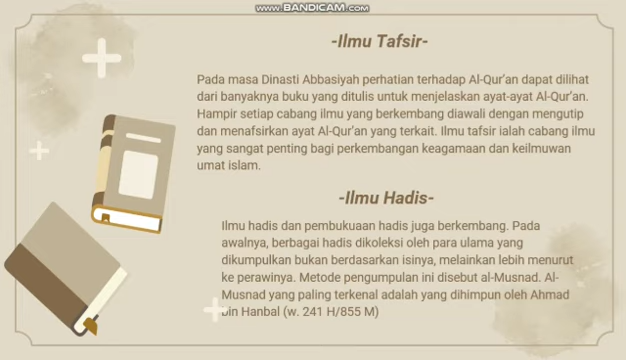 www.BANDICAM.com
-Ilmu Tafsir-
Pada masa Dinasti Abbasiyah perhatian terhadap Al-Qur'an dapat dilihat
dari banyaknya buku yang ditulis untuk menjelaskan ayat-ayat Al-Qur'an.
Hampir setiap cabang ilmu yang berkembang diawali dengan mengutip
dan menafsirkan ayat Al-Qur'an yang terkait. Ilmu tafsir ialah cabang ilmu
yang sangat penting bagi perkembangan keagamaan dan keilmuwan
umat islam.
-Ilmu Hadis-
Ilmu hadis dan pembukuaan hadis juga berkembang. Pada
awalnya, berbagai hadis dikoleksi oleh para ulama yang
dikumpulkan bukan berdasarkan isinya, melainkan lebih menurut
ke perawinya. Metode pengumpulan ini disebut al-Musnad. Al-
Musnad yang paling terkenal adalah yang dihimpun oleh Ahmad
bin Hanbal (w. 241 H/855 M)